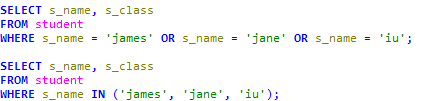 SELECT s_name, s_class
FROM student
WHERE s_name = 'james' OR s_name = 'jane' OR s_name = 'iu';
SELECT s_name, s_class
FROM student
WHERE s_name IN ('james', 'jane', 'iu');